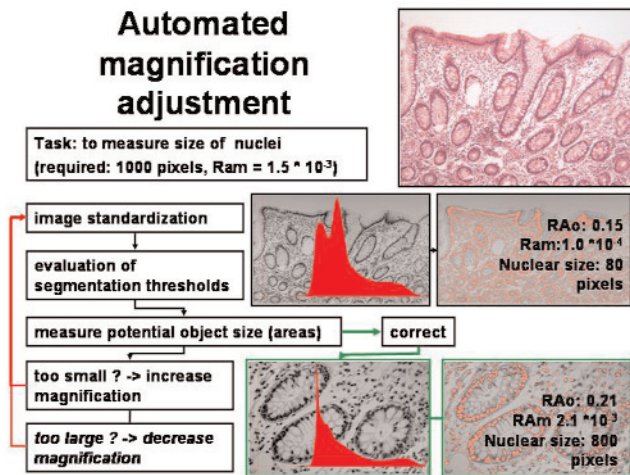 Automated
magnification
adjustment
Task: to measure size of nuclei
(required: 1000 pixels, Ram = 1.5 * 10-3)
image standardization
evaluation of
segmentation thresholds
measure potential object size (areas)
correct
too small ? -> increase
magnification
too large ? -> decrease
magnification
RAo: 0.15
Ram:1.0 *10-4
Nuclear size: 80
pixels
RAo: 0.21
RAm 2.1 *10-3
Nuclear size: 800
pixels